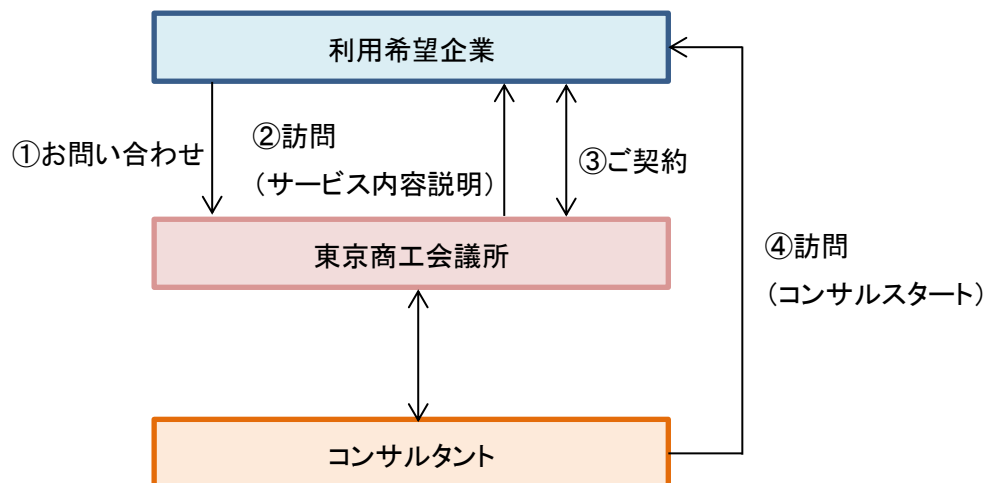 利用希望企業
①お問い合わせ
②訪問
（サービス内容説明）
③ご契約
東京商工会議所
④訪問
（コンサルスタート）
コンサルタント